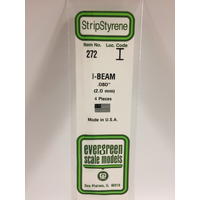 StripStyrene
Item No. Loc. Code
272 I
I-BEAM
.080"
(2.0 mm)
4 Pieces
Made in U.S.A.
evergreen
scale models
Des Plaines, IL 60018